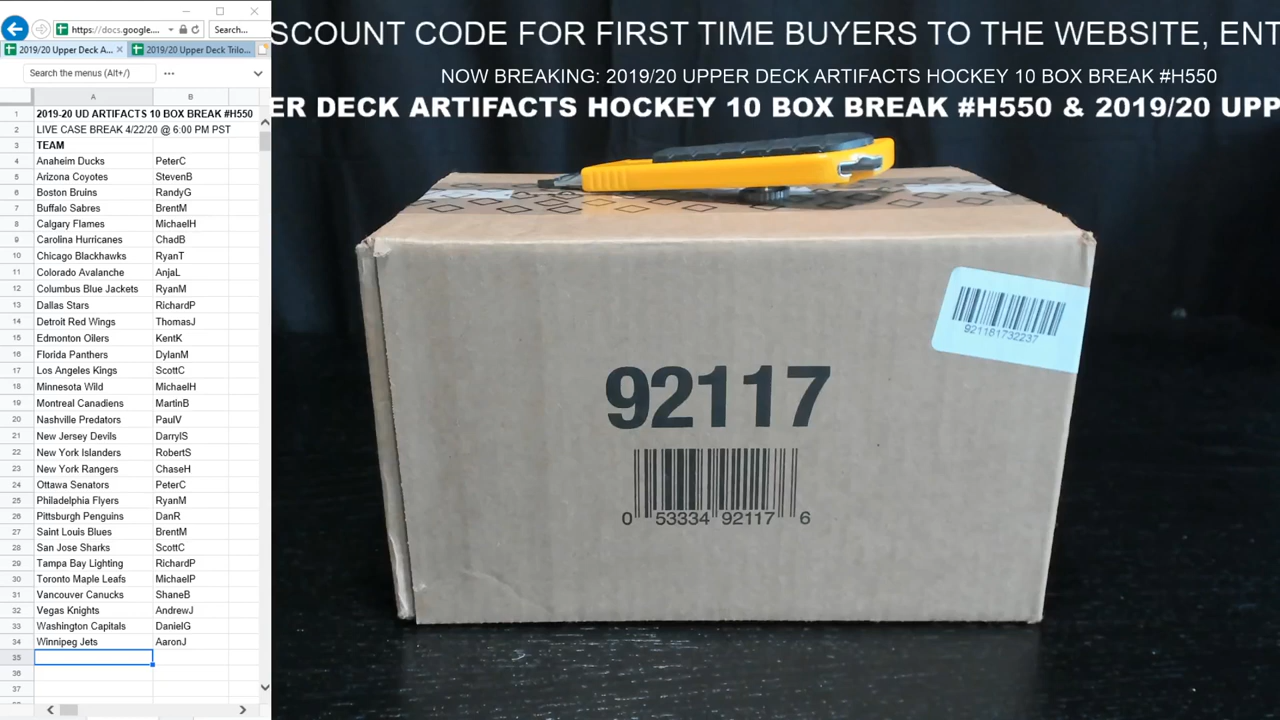 https://docs.google....
Search...
2019/20 Upper Deck A...
2019/20 Upper Deck Trilo...
Search the menus (Alt+/)
A B
1 2019-20 UD ARTIFACTS 10 BOX BREAK #H550
2 LIVE CASE BREAK 4/22/20 @ 6:00 PM PST
3 TEAM
4 Anaheim Ducks PeterC
5 Arizona Coyotes StevenB
6 Boston Bruins RandyG
7 Buffalo Sabres BrentM
8 Calgary Flames MichaelH
9 Carolina Hurricanes ChadB
10 Chicago Blackhawks RyanT
11 Colorado Avalanche AnjaL
12 Columbus Blue Jackets RyanM
13 Dallas Stars RichardP
14 Detroit Red Wings ThomasJ
15 Edmonton Oilers KentK
16 Florida Panthers DylanM
17 Los Angeles Kings ScottC
18 Minnesota Wild MichaelH
19 Montreal Canadiens MartinB
20 Nashville Predators PaulV
21 New Jersey Devils DarrylS
22 New York Islanders RobertS
23 New York Rangers ChaseH
24 Ottawa Senators PeterC
25 Philadelphia Flyers RyanM
26 Pittsburgh Penguins DanR
27 Saint Louis Blues BrentM
28 San Jose Sharks ScottC
29 Tampa Bay Lighting RichardP
30 Toronto Maple Leafs MichaelP
31 Vancouver Canucks ShaneB
32 Vegas Knights AndrewJ
33 Washington Capitals DanielG
34 Winnipeg Jets AaronJ
35
36
37
SCOUNT CODE FOR FIRST TIME BUYERS TO THE WEBSITE, ENT
NOW BREAKING: 2019/20 UPPER DECK ARTIFACTS HOCKEY 10 BOX BREAK #H550
ER DECK ARTIFACTS HOCKEY 10 BOX BREAK #H550 & 2019/20 UPP
921181732237
92117
0 53334 92117 6